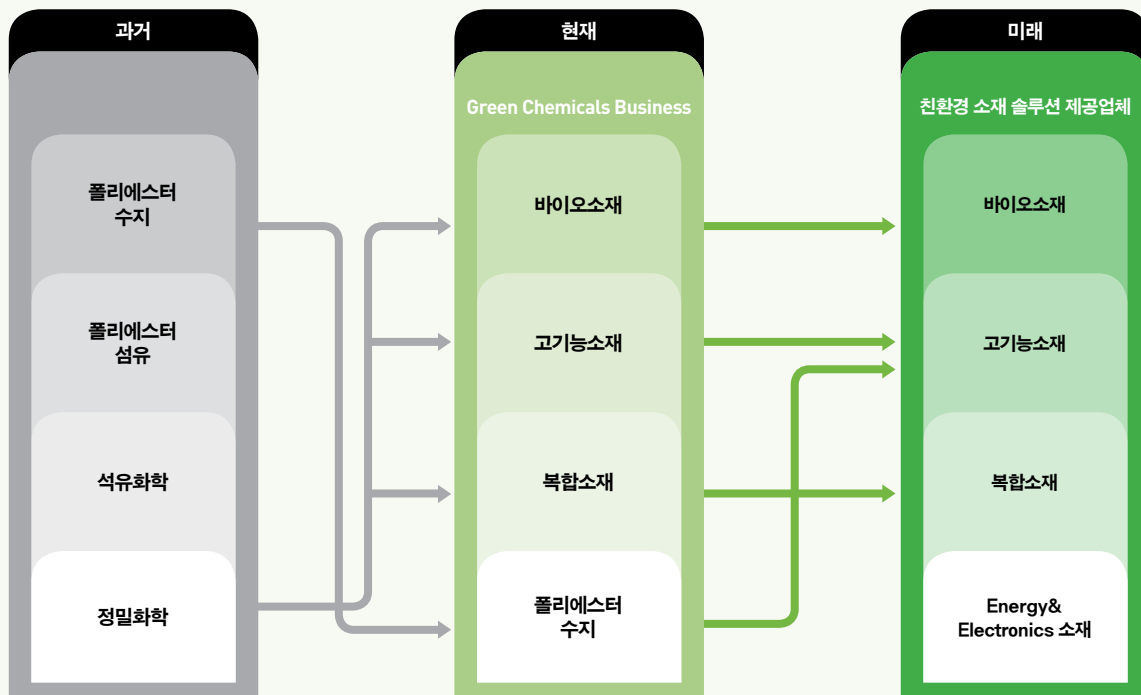 과거
폴리에스터
수지
폴리에스터
섬유
석유화학
정밀화학
현재
Green Chemicals Business
바이오소재
고기능소재
복합소재
폴리에스터
수지
미래
친환경 소재 솔루션 제공업체
바이오소재
고기능소재
복합소재
Energy&
Electronics 소재